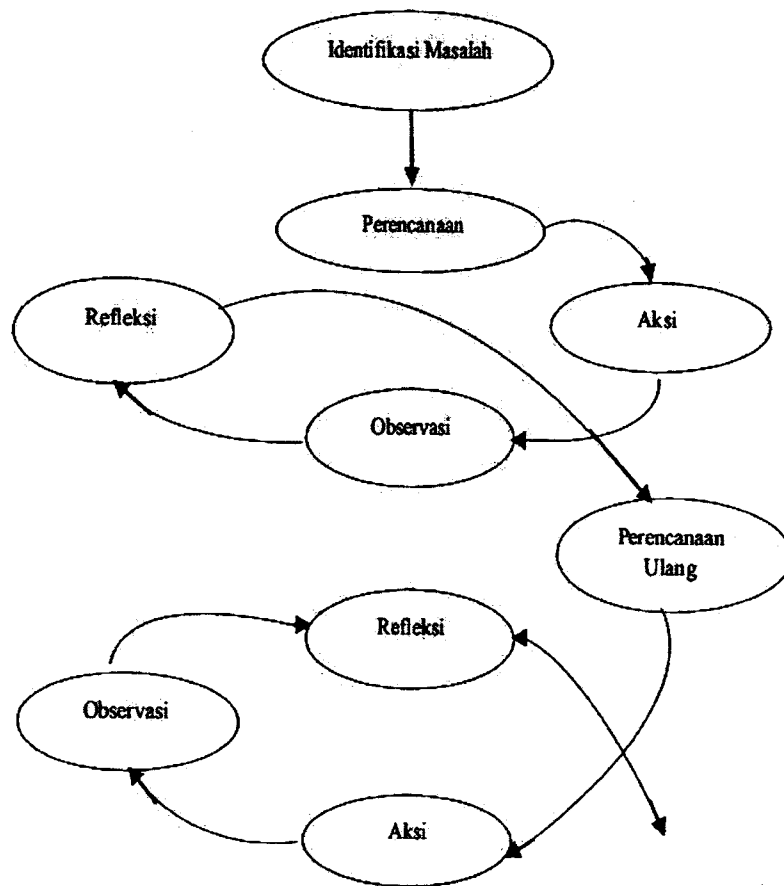 Identifikasi Masalah
Perencanaan
Refleksi
Aksi
Observasi
Perencanaan
Ulang
Refleksi
Observasi
Aksi